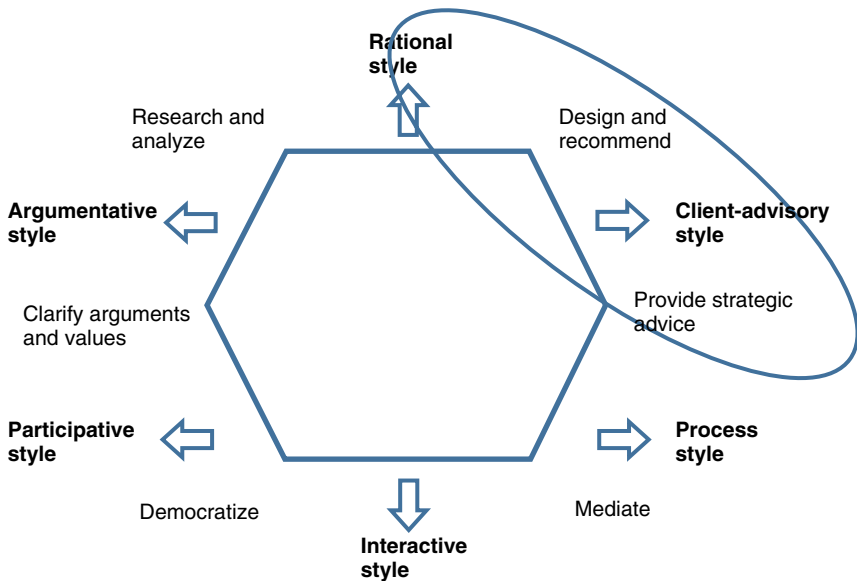 Rational
style
Research and
analyze
Design and
recommend
Argumentative
style
Client-advisory
style
Clarify arguments
and values
Provide strategic
advice
Participative
style
Process
style
Democratize
Mediate
Interactive
style